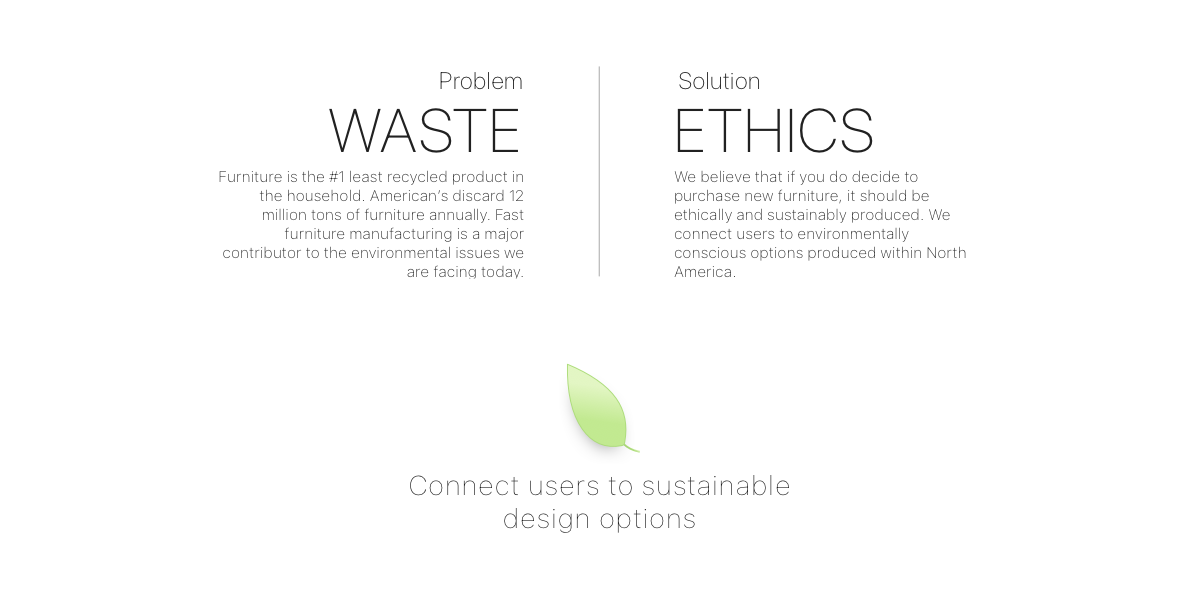 Problem
WASTE
Furniture is the #1 least recycled product in
the household. American's discard 12
million tons of furniture annually. Fast
furniture manufacturing is a major
contributor to the environmental issues we
are facing today.
Solution
ETHICS
We believe that if you do decide to
purchase new furniture, it should be
ethically and sustainably produced. We
connect users to environmentally
conscious options produced within North
America.
Connect users to sustainable
design options